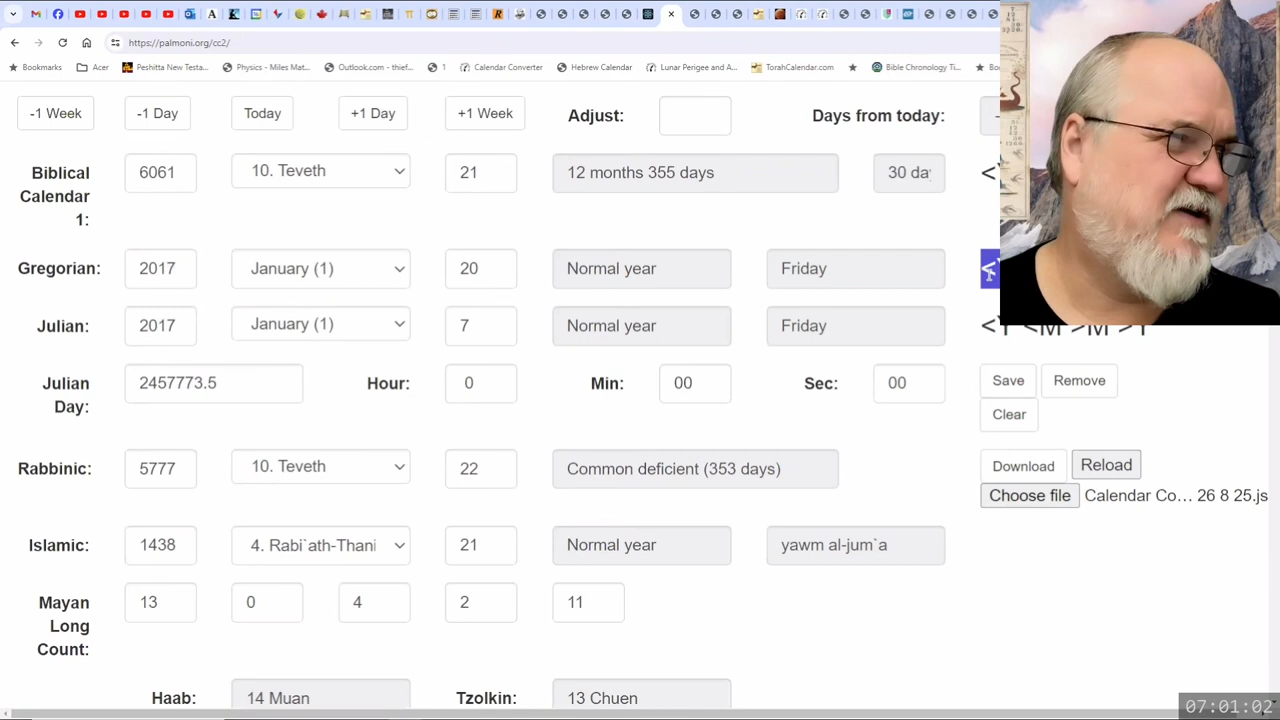 https://palmoni.org/cc2/
Bookmarks Acer Peshitta New Testa... Physics - Miles M... Outlook.com - thief... 1 Calendar Converter Hebrew Calendar Lunar Perigee and A... TorahCalendar.com Bible Chronology Ti...
-1 Week -1 Day Today +1 Day +1 Week Adjust: Days from today:
Biblical Calendar 1: 6061 10. Teveth 21 12 months 355 days 30 da
Gregorian: 2017 January (1) 20 Normal year Friday
Julian: 2017 January (1) 7 Normal year Friday <Y <M >M >Y
Julian Day: 2457773.5 Hour: 0 Min: 00 Sec: 00 Save Remove
Clear
Rabbinic: 5777 10. Teveth 22 Common deficient (353 days) Download Reload
Choose file Calendar Co... 26 8 25.js
Islamic: 1438 4. Rabi`ath-Thani 21 Normal year yawm al-jum`a
Mayan Long Count: 13 0 4 2 11
Haab: 14 Muan Tzolkin: 13 Chuen
07:01:02